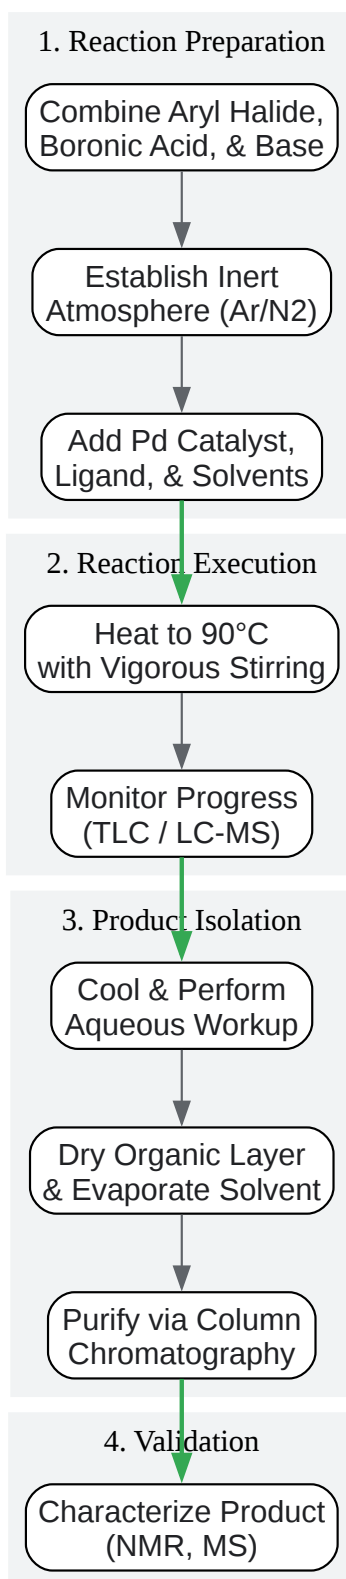 1. Reaction Preparation
Combine Aryl Halide,
Boronic Acid, & Base
Establish Inert
Atmosphere (Ar/N2)
Add Pd Catalyst,
Ligand, & Solvents
2. Reaction Execution
Heat to 90°C
with Vigorous Stirring
Monitor Progress
(TLC / LC-MS)
3. Product Isolation
Cool & Perform
Aqueous Workup
Dry Organic Layer
& Evaporate Solvent
Purify via Column
Chromatography
4. Validation
Characterize Product
(NMR, MS)